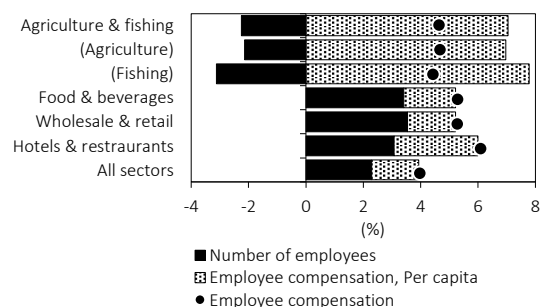 Agriculture & fishing
(Agriculture)
(Fishing)
Food & beverages
Wholesale & retail
Hotels & restraurants
All sectors
-4 -2 0 2 4 6 8
(%)
Number of employees
Employee compensation, Per capita
Employee compensation